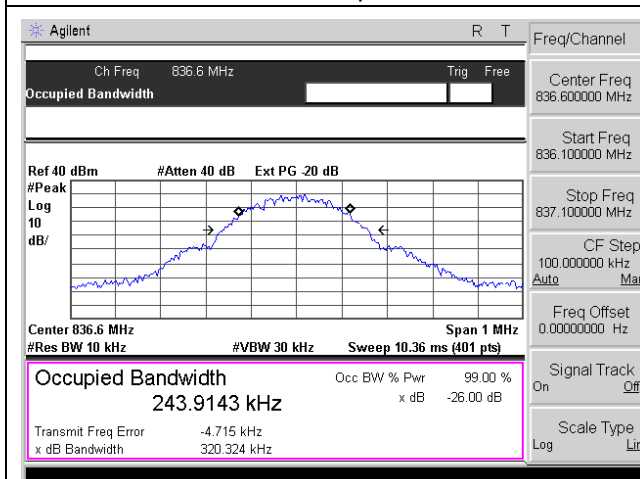 Agilent R T
Freq/Channel
Ch Freq 836.6 MHz Trig Free
Occupied Bandwidth
Center Freq
836.600000 MHz
Start Freq
836.100000 MHz
Ref 40 dBm #Atten 40 dB Ext PG -20 dB
#Peak
Log
10
dB/
Stop Freq
837.100000 MHz
CF Step
100.000000 kHz
Auto
Freq Offset
0.00000000 Hz
Center 836.6 MHz Span 1 MHz
#Res BW 10 kHz #VBW 30 kHz Sweep 10.36 ms (401 pts)
Signal Track
On Off
Occupied Bandwidth Occ BW % Pwr 99.00 %
243.9143 kHz x dB -26.00 dB
Transmit Freq Error -4.715 kHz
x dB Bandwidth 320.324 kHz
Scale Type
Log Lin